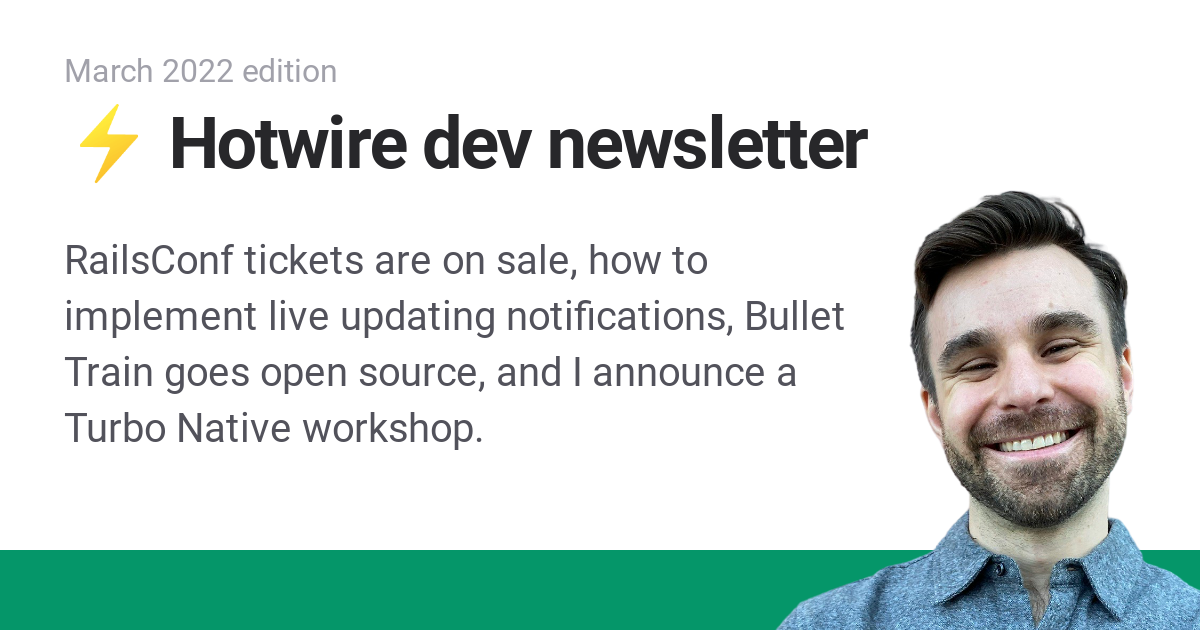 March 2022 edition
⚡ Hotwire dev newsletter
RailsConf tickets are on sale, how to
implement live updating notifications, Bullet
Train goes open source, and I announce a
Turbo Native workshop.